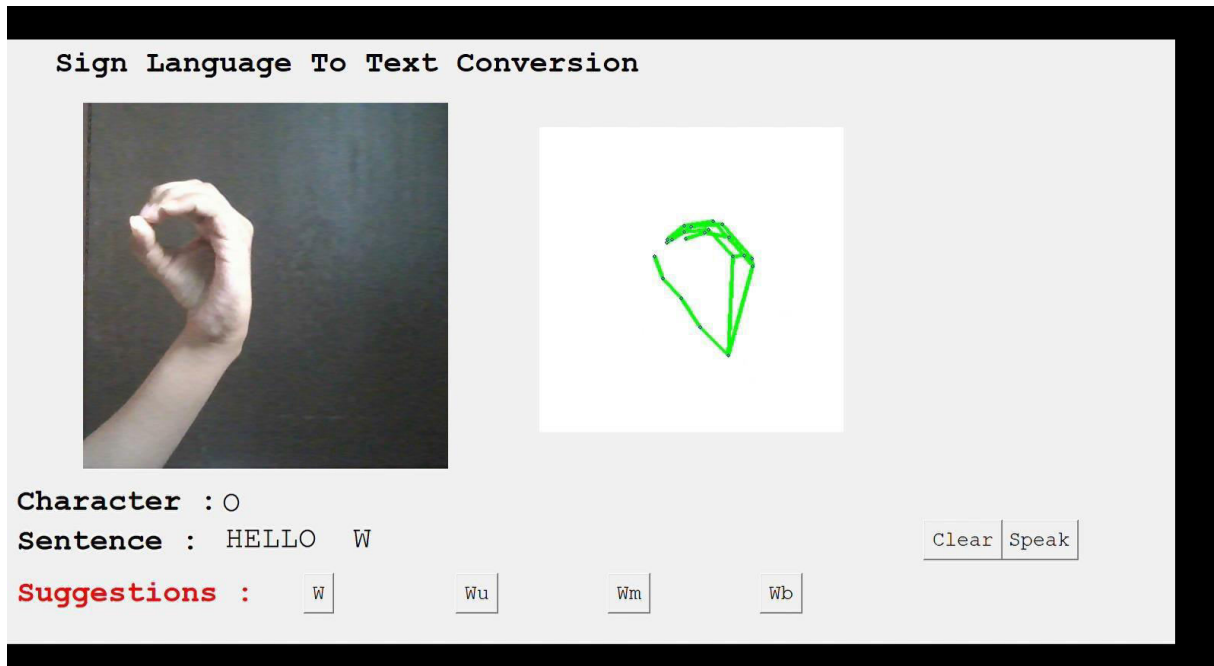 Sign Language To Text Conversion
Character : O
Sentence : HELLO W
Clear Speak
Suggestions : W Wu Wm Wb